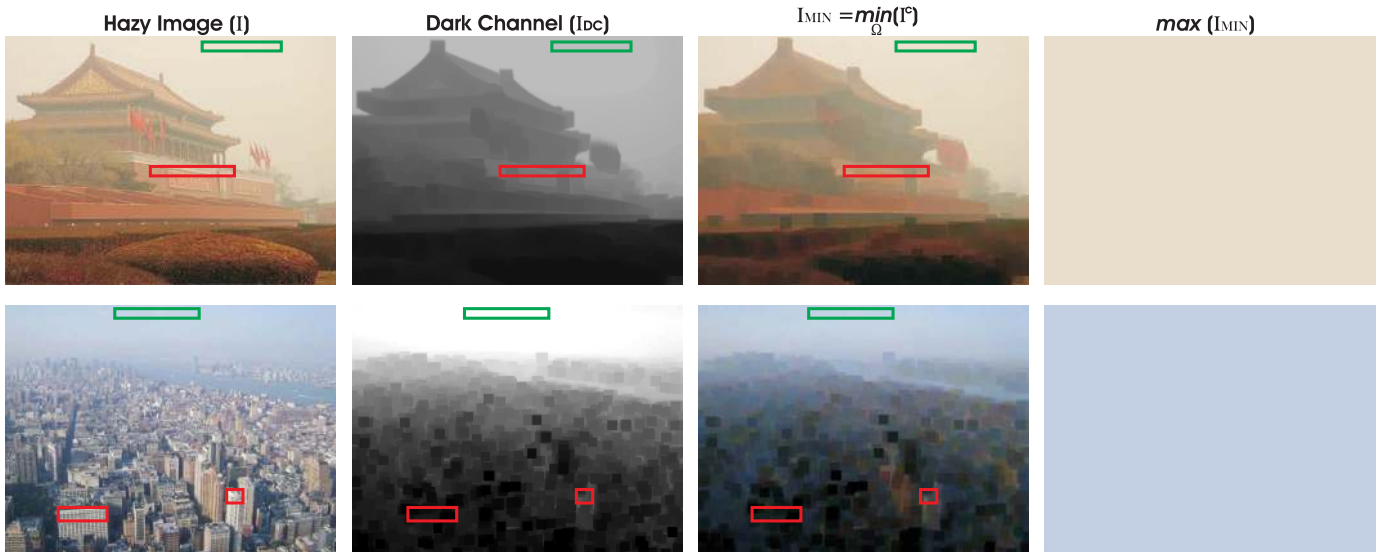 Hazy Image (I)
Dark Channel (IDC)
IMIN = min(Iᶜ)
Ω
max (IMIN)